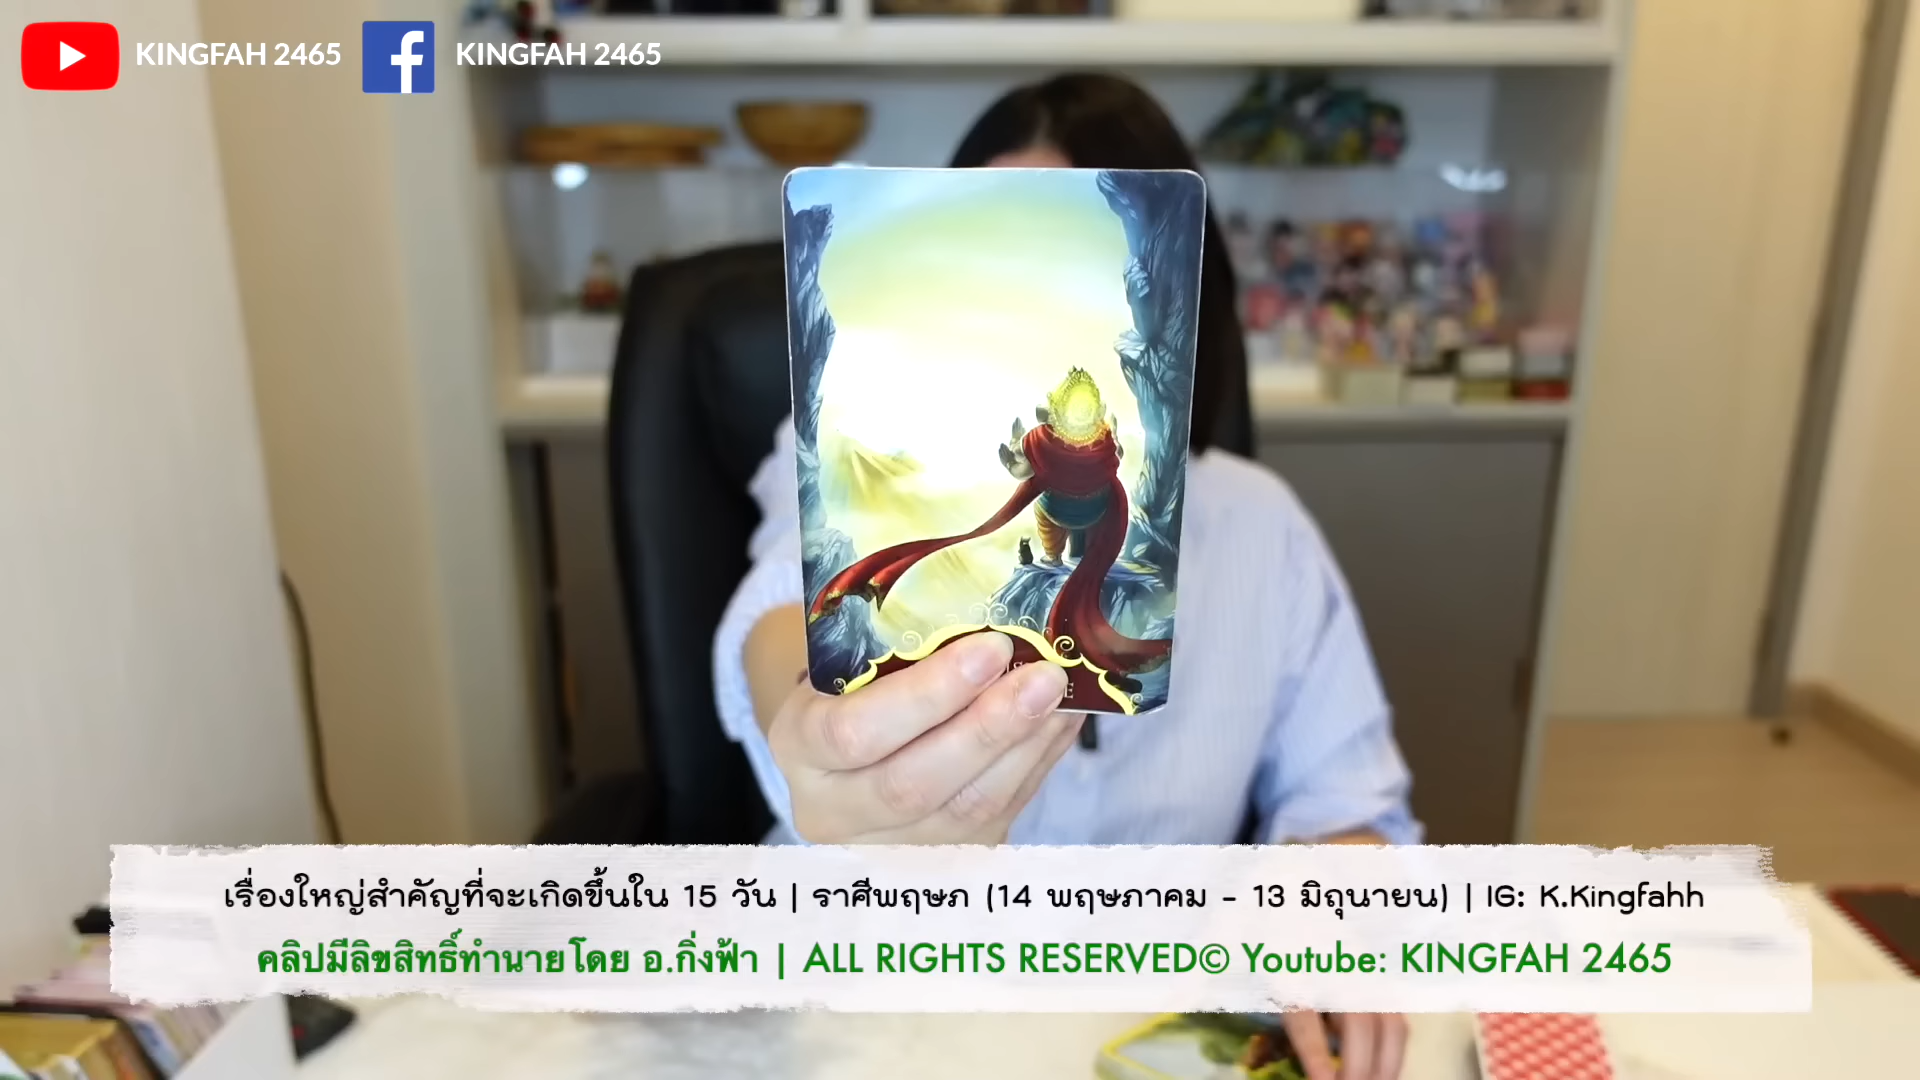 KINGFAH 2465 KINGFAH 2465
เรื่องใหญ่สำคัญที่จะเกิดขึ้นใน 15 วัน | ราศีพฤษภ (14 พฤษภาคม - 13 มิถุนายน) | IG: K.Kingfahh
คลิปมีลิขสิทธิ์ทำนายโดย อ.กิ่งฟ้า | ALL RIGHTS RESERVED© Youtube: KINGFAH 2465